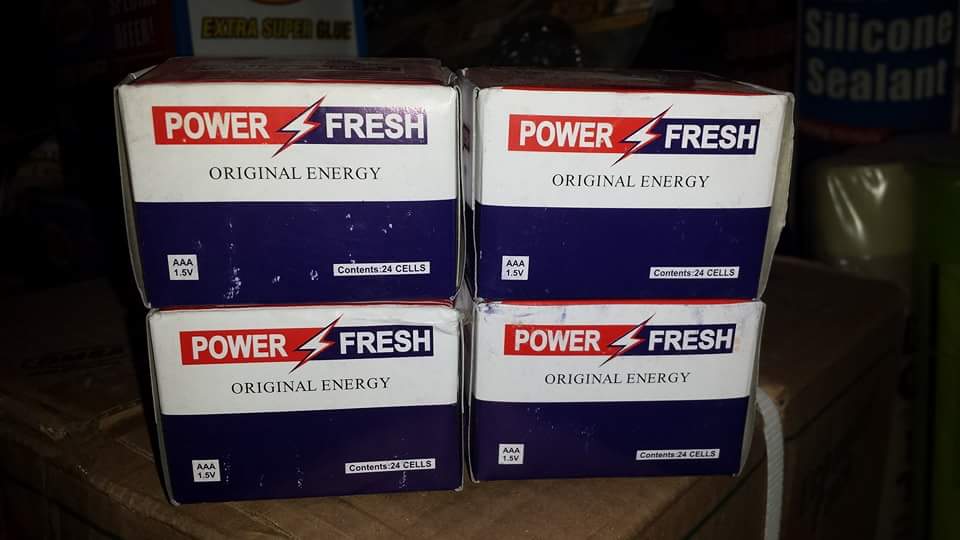 SPECIAL
OFFER!
EXTRA SUPER GLUE
Silicone
Sealant
POWER FRESH
ORIGINAL ENERGY
AAA
1.5V
Contents:24 CELLS
POWER FRESH
ORIGINAL ENERGY
AAA
1.5V
Contents:24 CELLS
POWER FRESH
ORIGINAL ENERGY
AAA
1.5V
Contents:24 CELLS
POWER FRESH
ORIGINAL ENERGY
AAA
1.5V
Contents:24 CELLS